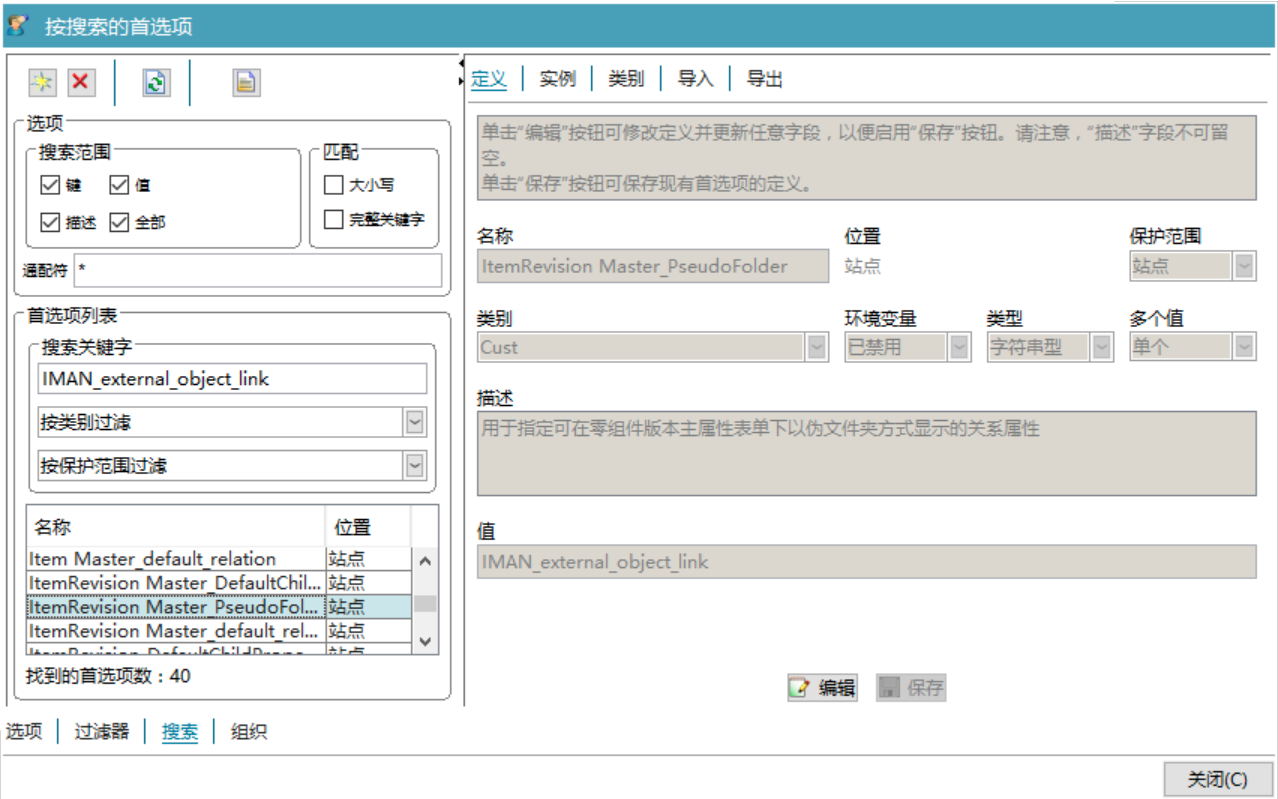 按搜索的首选项
选项
搜索范围
键 值
描述 全部
匹配
大小写
完整关键字
通配符 *
首选项列表
搜索关键字
IMAN_external_object_link
按类别过滤
按保护范围过滤
名称 位置
Item Master_default_relation 站点
ItemRevision Master_DefaultChil... 站点
ItemRevision Master_PseudoFol... 站点
ItemRevision Master_default_rel... 站点
找到的首选项数：40
选项 过滤器 搜索 组织
定义 实例 类别 导入 导出
单击“编辑”按钮可修改定义并更新任意字段，以便启用“保存”按钮。请注意，“描述”字段不可留
空。
单击“保存”按钮可保存现有首选项的定义。
名称 位置 保护范围
ItemRevision Master_PseudoFolder 站点 站点
类别 环境变量 类型 多个值
Cust 已禁用 字符串型 单个
描述
用于指定可在零组件版本主属性表单下以伪文件夹方式显示的关系属性
值
IMAN_external_object_link
编辑 保存
关闭(C)